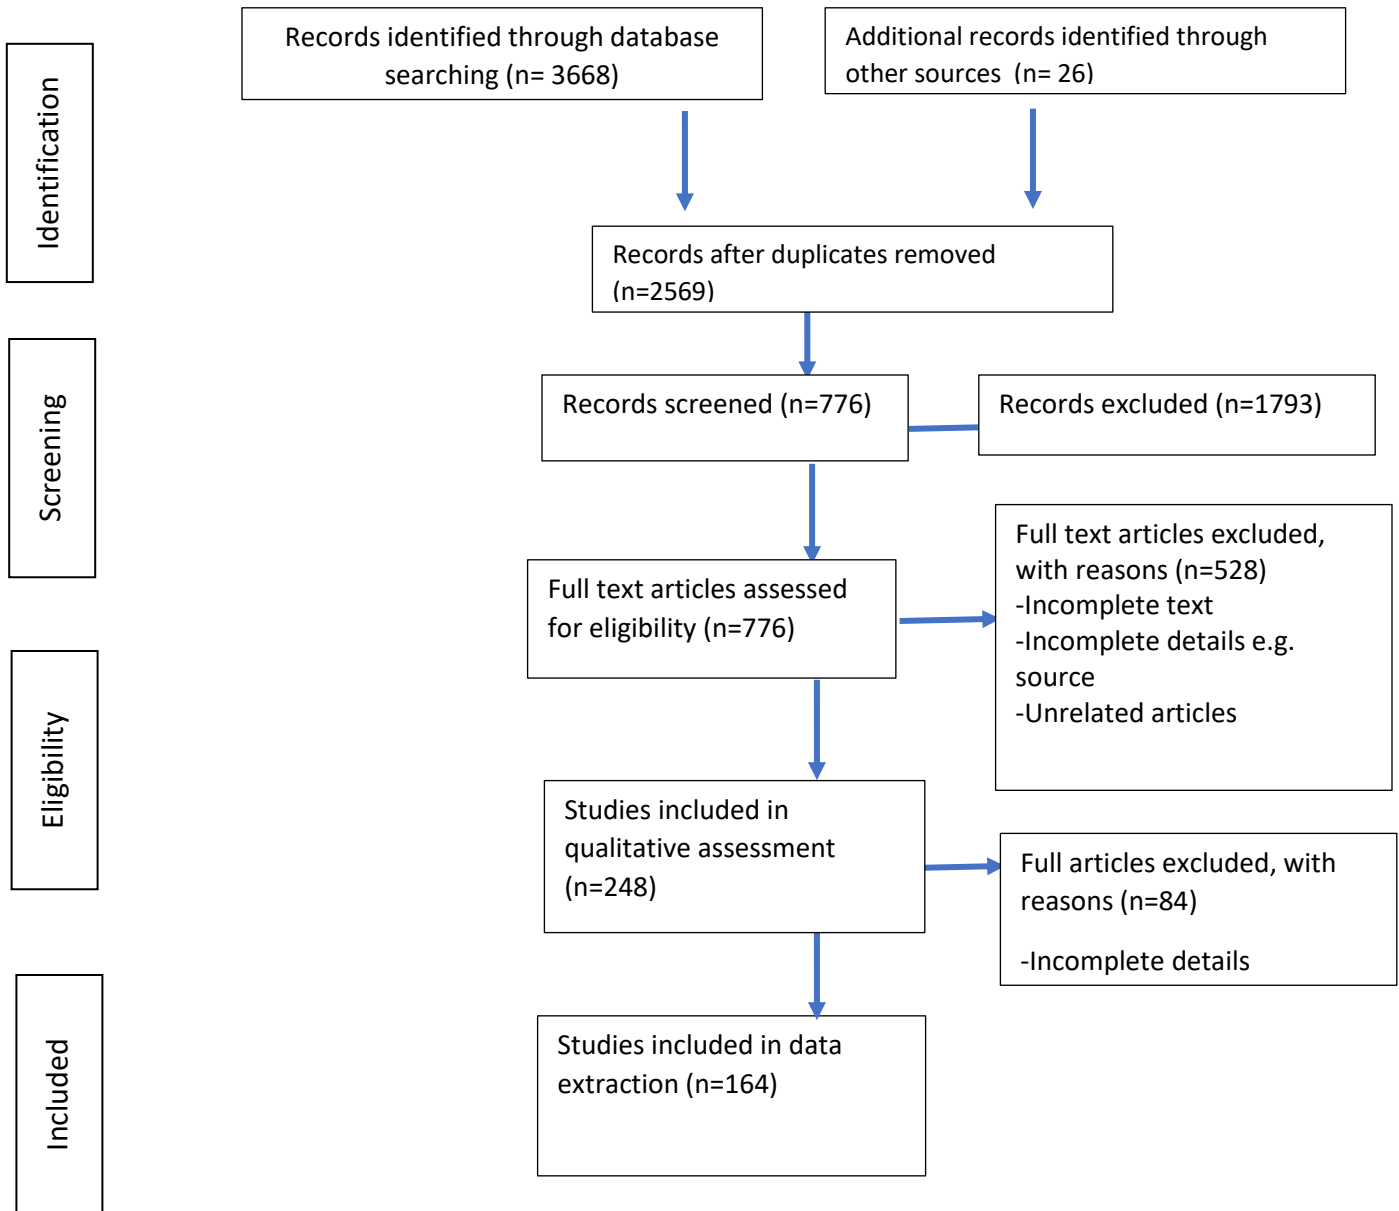 Records identified through database
searching (n= 3668)
Additional records identified through
other sources (n= 26)
Identification
Records after duplicates removed
(n=2569)
Screening
Records screened (n=776)
Records excluded (n=1793)
Full text articles assessed
for eligibility (n=776)
Full text articles excluded,
with reasons (n=528)
-Incomplete text
-Incomplete details e.g.
source
-Unrelated articles
Eligibility
Studies included in
qualitative assessment
(n=248)
Full articles excluded, with
reasons (n=84)
-Incomplete details
Included
Studies included in data
extraction (n=164)